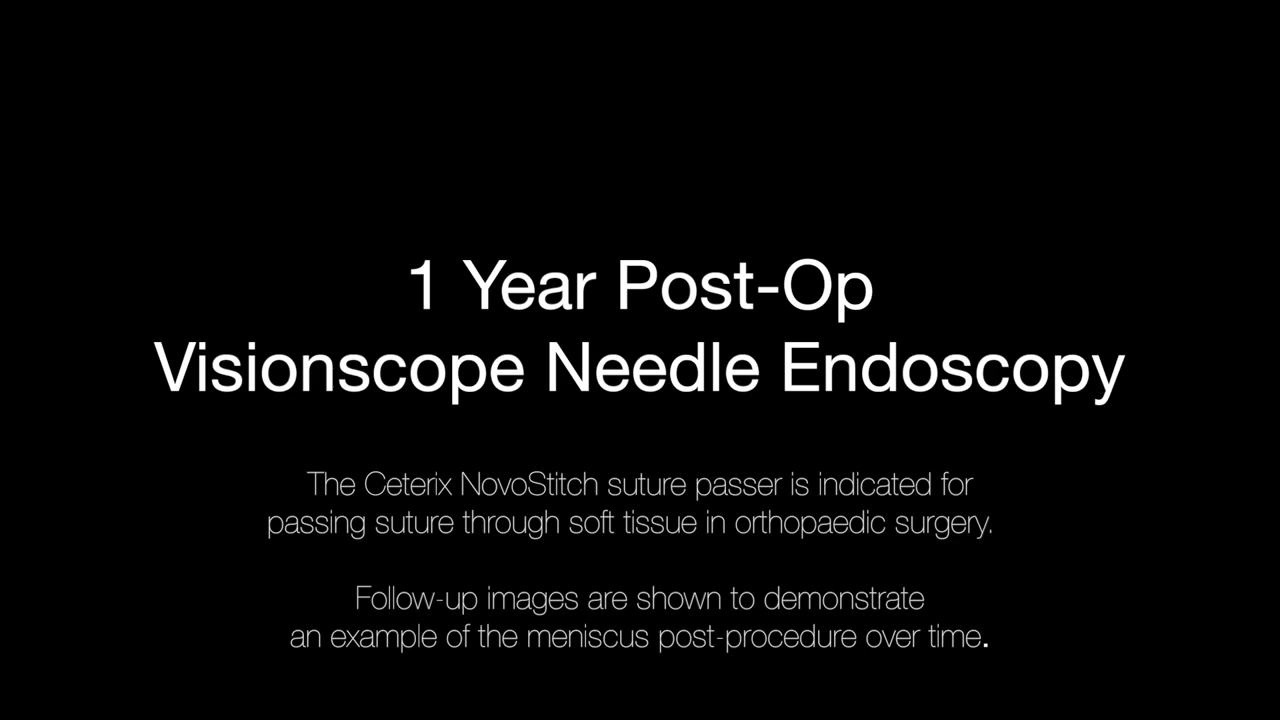 1 Year Post-Op
Visionscope Needle Endoscopy
The Ceterix NovoStitch suture passer is indicated for
passing suture through soft tissue in orthopaedic surgery.
Follow-up images are shown to demonstrate
an example of the meniscus post-procedure over time.